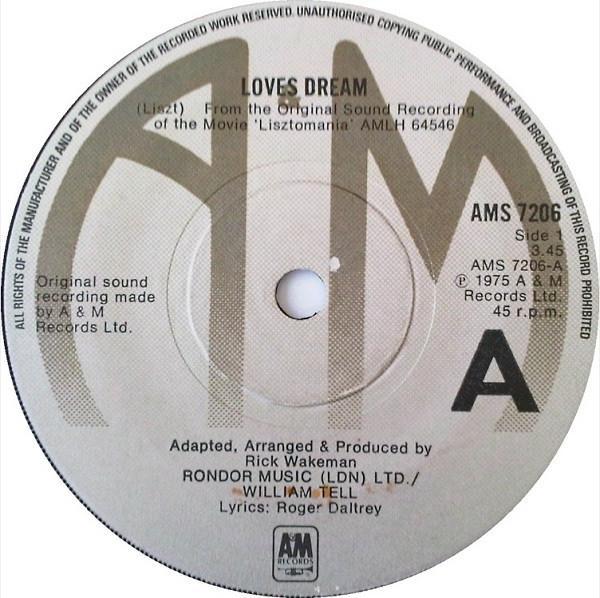 ALL RIGHTS OF THE MANUFACTURER AND OF THE OWNER OF THE RECORDED WORK RESERVED. UNAUTHORISED COPYING PUBLIC PERFORMANCE AND BROADCASTING OF THIS RECORD PROHIBITED
A&M
LOVES DREAM
(Liszt) From the Original Sound Recording
of the Movie 'Lisztomania' AMLH 64546
AMS 7206
Side 1
3.45
AMS 7206-A
Ⓟ 1975 A & M
Records Ltd.
45 r.p.m.
Original sound
recording made
by A & M
Records Ltd.
A
Adapted, Arranged & Produced by
Rick Wakeman
RONDOR MUSIC (LDN) LTD./
WILLIAM TELL
Lyrics: Roger Daltrey
A&M
RECORDS